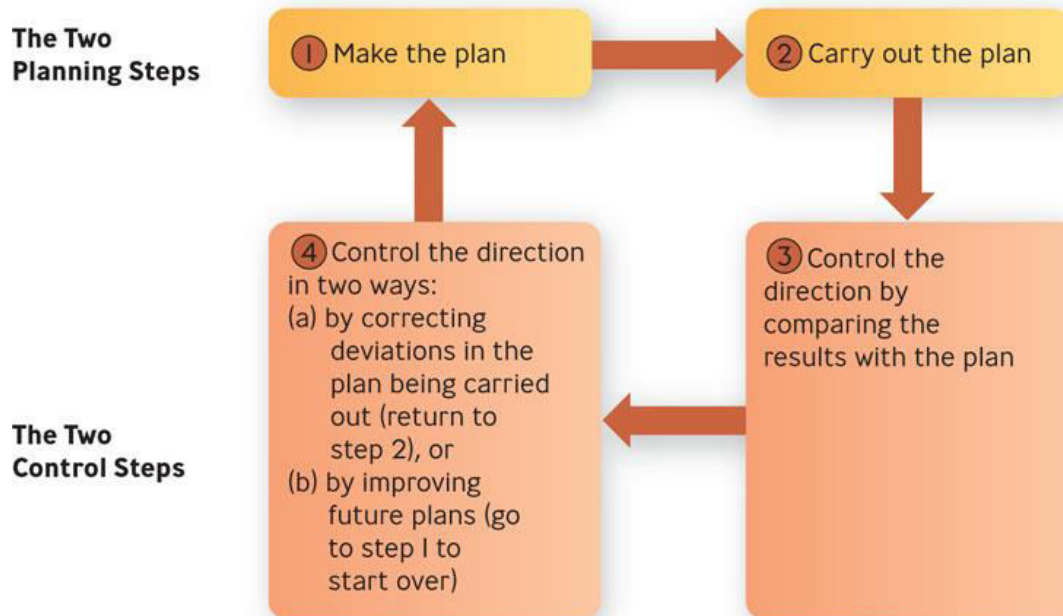 The Two
Planning Steps
1 Make the plan
2 Carry out the plan
The Two
Control Steps
4 Control the direction
in two ways:
(a) by correcting
deviations in the
plan being carried
out (return to
step 2), or
(b) by improving
future plans (go
to step 1 to
start over)
3 Control the
direction by
comparing the
results with the plan